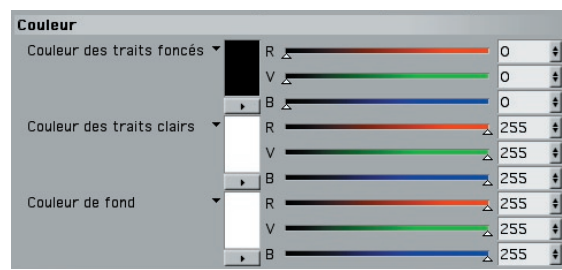 Couleur
Couleur des traits foncés R 0
V 0
B 0
Couleur des traits clairs R 255
V 255
B 255
Couleur de fond R 255
V 255
B 255